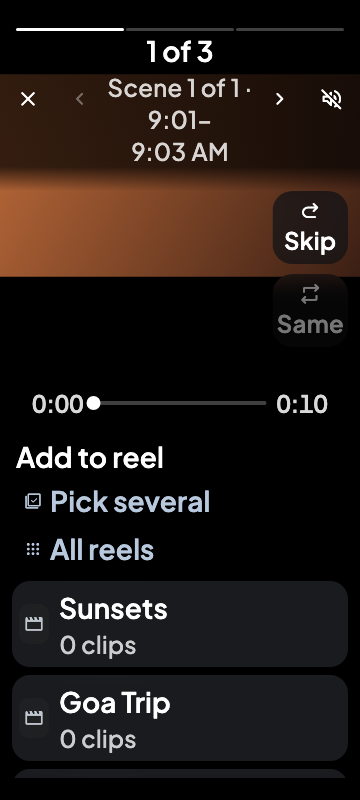 1 of 3
Scene 1 of 1 ·
9:01–
9:03 AM
Skip
Same
0:00
0:10
Add to reel
Pick several
All reels
Sunsets
0 clips
Goa Trip
0 clips